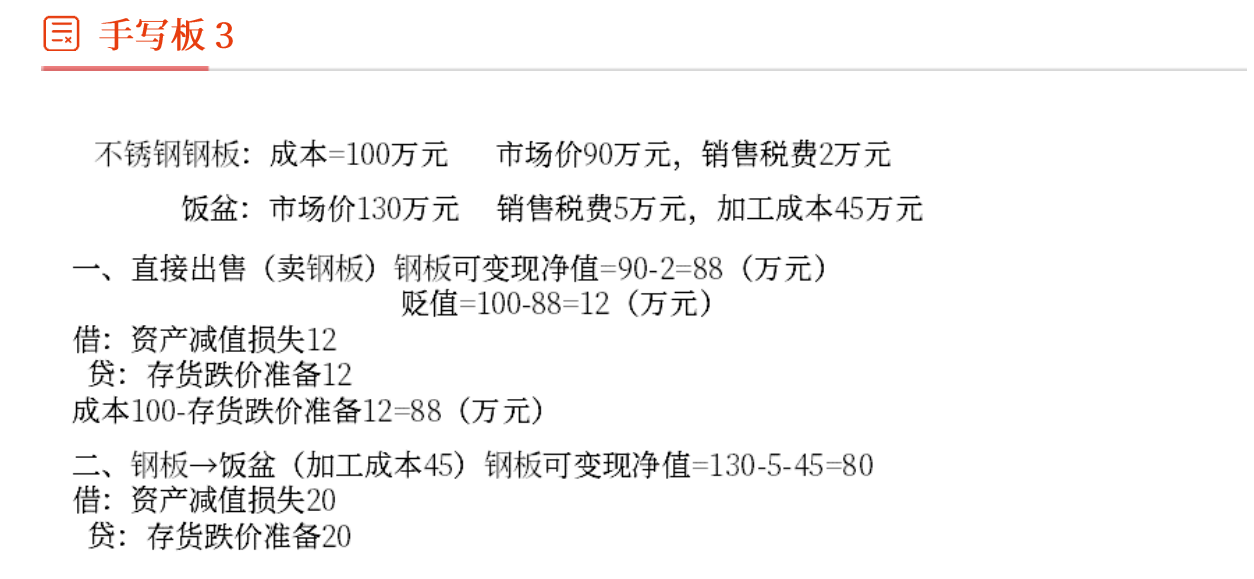 手写板 3
不锈钢钢板：成本=100万元 市场价90万元，销售税费2万元
饭盆：市场价130万元 销售税费5万元，加工成本45万元
一、直接出售（卖钢板）钢板可变现净值=90-2=88（万元）
贬值=100-88=12（万元）
借：资产减值损失12
贷：存货跌价准备12
成本100-存货跌价准备12=88（万元）
二、钢板→饭盆（加工成本45）钢板可变现净值=130-5-45=80
借：资产减值损失20
贷：存货跌价准备20